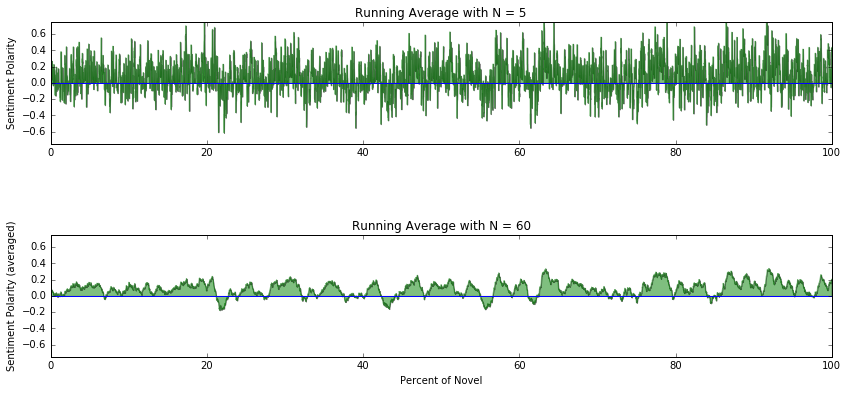 Running Average with N = 5
Sentiment Polarity
0.6
0.4
0.2
0.0
−0.2
−0.4
−0.6
0 20 40 60 80 100
Running Average with N = 60
Sentiment Polarity (averaged)
0.6
0.4
0.2
0.0
−0.2
−0.4
−0.6
0 20 40 60 80 100
Percent of Novel